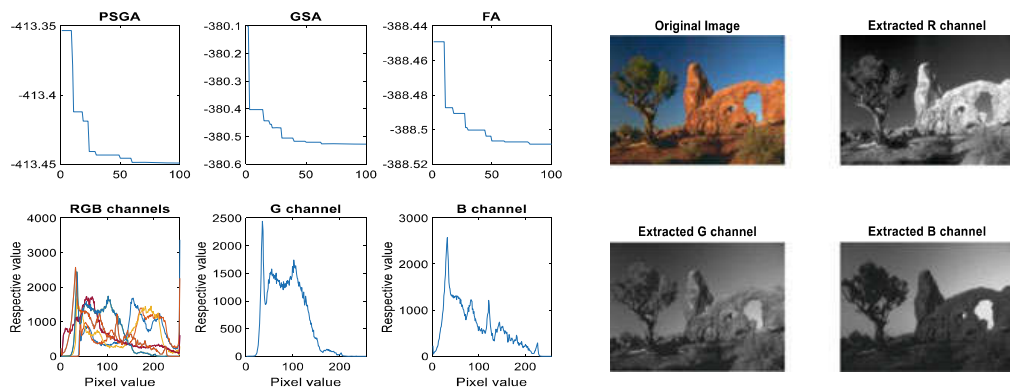 PSGA
-413.35
-413.4
-413.45
0
50
100
GSA
-380.1
-380.2
-380.3
-380.4
-380.5
-380.6
0
50
100
FA
-388.44
-388.46
-388.48
-388.5
-388.52
0
50
100
Original Image
Extracted R channel
RGB channels
Respective value
4000
3000
2000
1000
0
0
100
200
Pixel value
G channel
Respective value
2500
2000
1500
1000
500
0
0
100
200
Pixel value
B channel
Respective value
3000
2000
1000
0
0
100
200
Pixel value
Extracted G channel
Extracted B channel